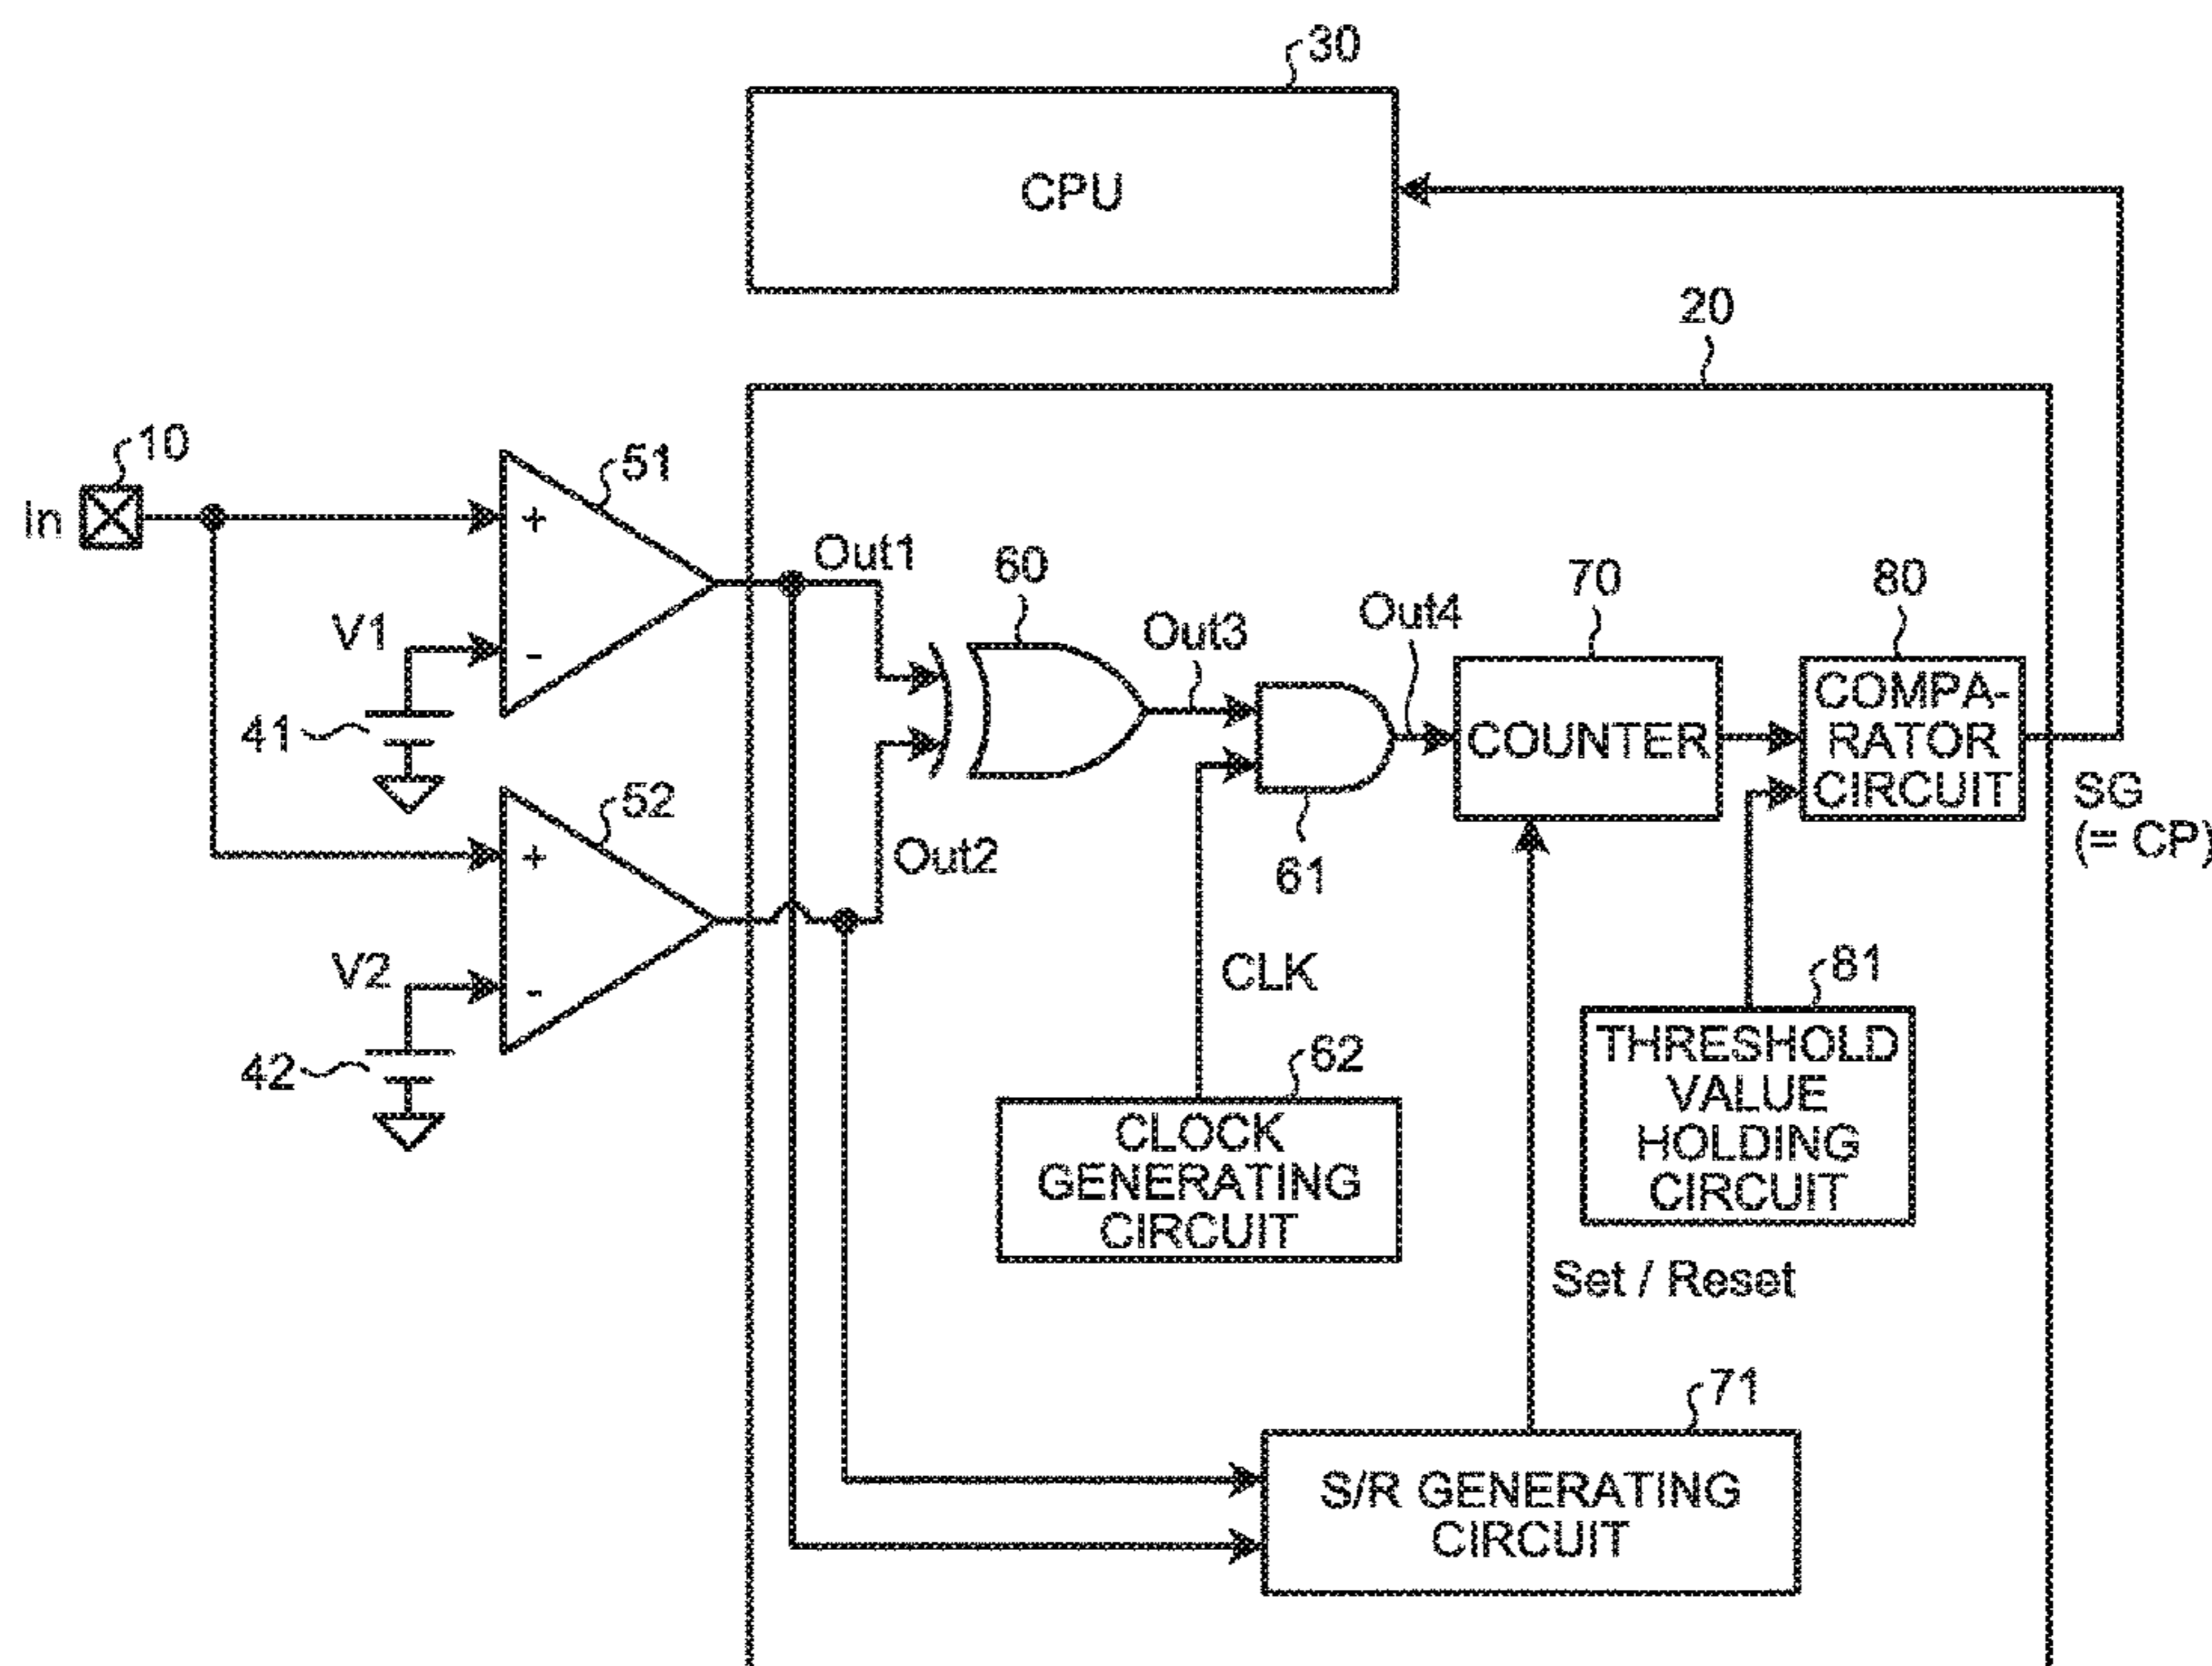 30
CPU
20
10
In
51
+
-
V1
41
Out1
60
Out3
Out4
70
80
COUNTER
COMPA-
RATOR
CIRCUIT
SG
(= CP)
61
52
+
-
V2
42
Out2
CLK
62
CLOCK
GENERATING
CIRCUIT
81
THRESHOLD
VALUE
HOLDING
CIRCUIT
Set / Reset
71
S/R GENERATING
CIRCUIT